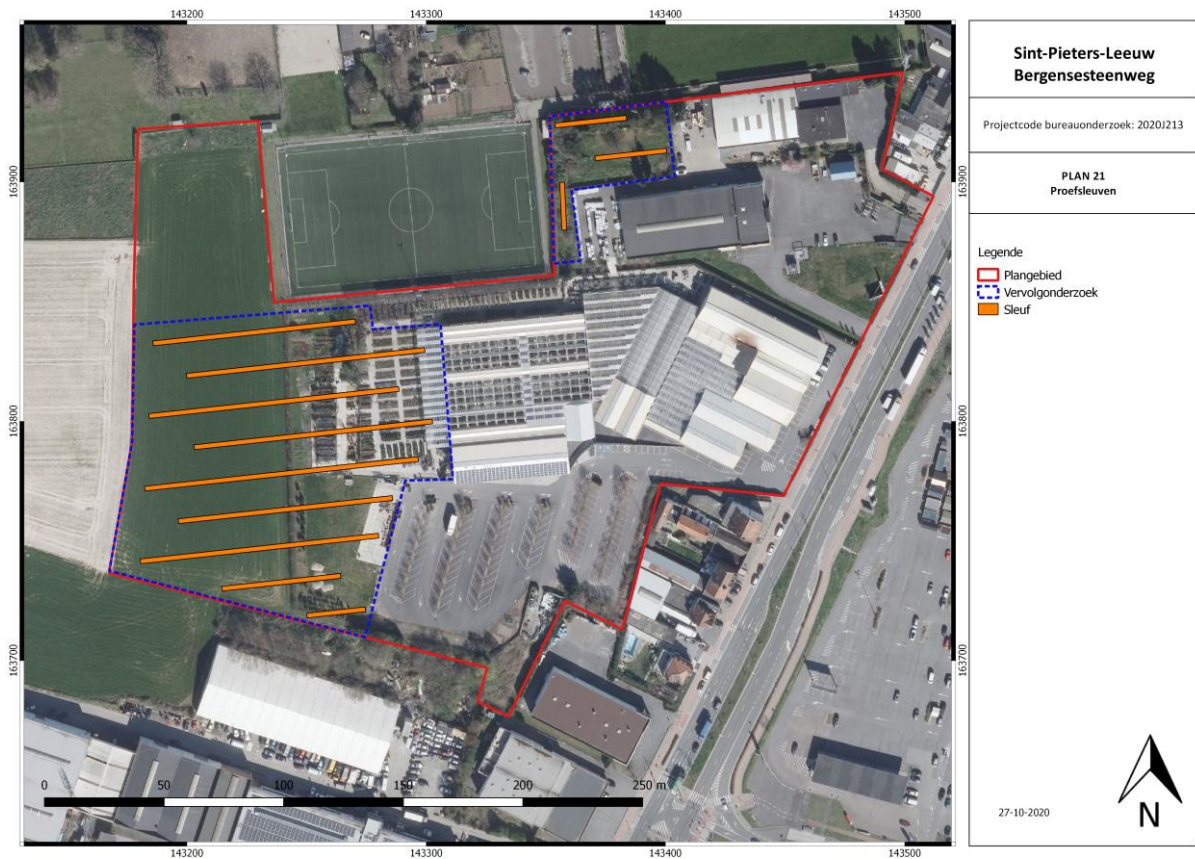 143200
143300
143400
143500
163900
163900
163800
163800
163700
163700
0
50
100
150
200
250 m
143200
143300
143400
143500
Sint-Pieters-Leeuw
Bergensesteenweg
Projectcode bureauonderzoek: 2020J213
PLAN 21
Proefsleuven
Legende
Plangebied
Vervolgonderzoek
Sleuf
27-10-2020
N